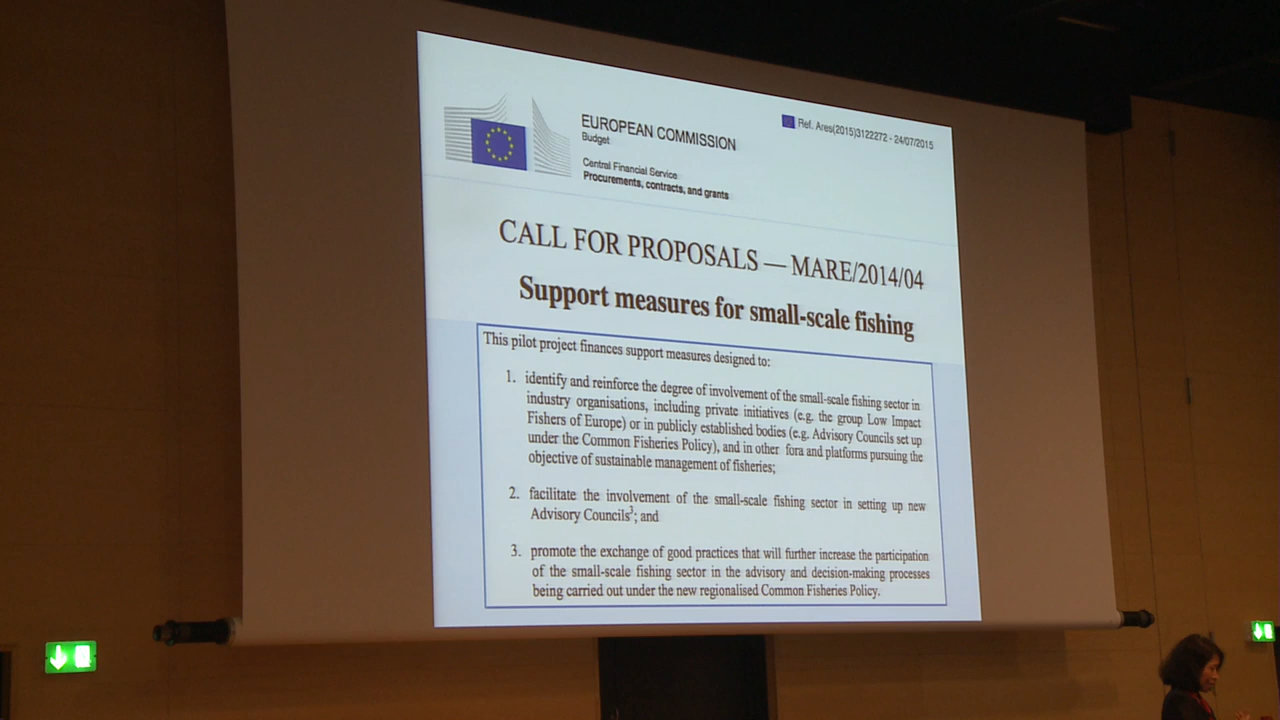 EUROPEAN COMMISSION
Budget
Central Financial Service
Procurements, contracts, and grants
Ref. Ares(2015)3122272 - 24/07/2015
CALL FOR PROPOSALS — MARE/2014/04
Support measures for small-scale fishing
This pilot project finances support measures designed to:
1. identify and reinforce the degree of involvement of the small-scale fishing sector in
industry organisations, including private initiatives (e.g. the group Low Impact
Fishers of Europe) or in publicly established bodies (e.g. Advisory Councils set up
under the Common Fisheries Policy), and in other fora and platforms pursuing the
objective of sustainable management of fisheries;
2. facilitate the involvement of the small-scale fishing sector in setting up new
Advisory Councils³; and
3. promote the exchange of good practices that will further increase the participation
of the small-scale fishing sector in the advisory and decision-making processes
being carried out under the new regionalised Common Fisheries Policy.